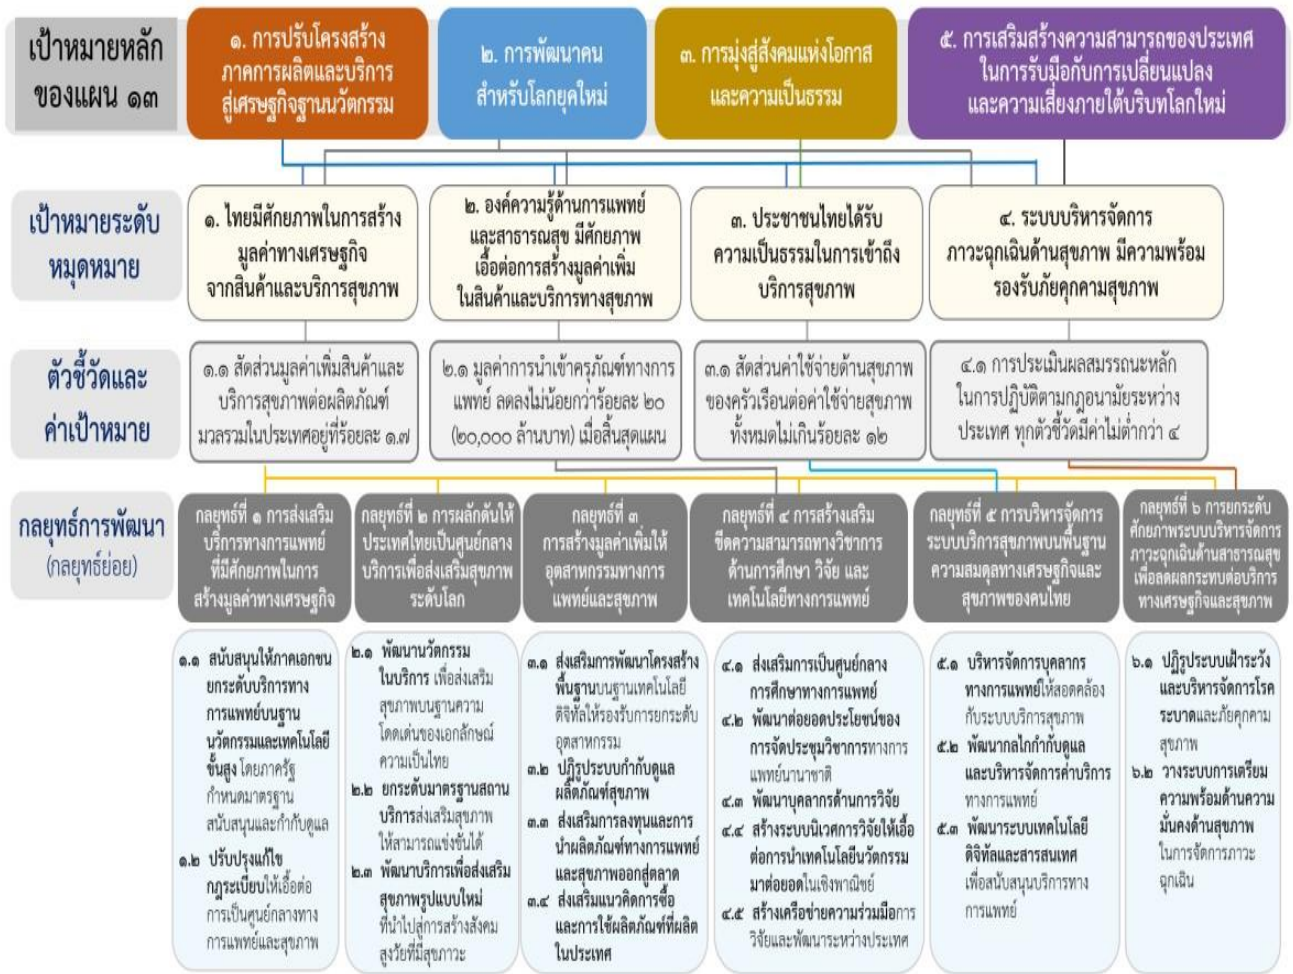 เป้าหมายหลัก
ของแผน ๑๓
๑. การปรับโครงสร้าง
ภาคการผลิตและบริการ
สู่เศรษฐกิจฐานนวัตกรรม
๒. การพัฒนาคน
สำหรับโลกยุคใหม่
๓. การมุ่งสู่สังคมแห่งโอกาส
และความเป็นธรรม
๕. การเสริมสร้างความสามารถของประเทศ
ในการรับมือกับการเปลี่ยนแปลง
และความเสี่ยงภายใต้บริบทโลกใหม่
เป้าหมายระดับ
หมุดหมาย
๑. ไทยมีศักยภาพในการสร้าง
มูลค่าทางเศรษฐกิจ
จากสินค้าและบริการสุขภาพ
๒. องค์ความรู้ด้านการแพทย์
และสาธารณสุข มีศักยภาพ
เอื้อต่อการสร้างมูลค่าเพิ่ม
ในสินค้าและบริการทางสุขภาพ
๓. ประชาชนไทยได้รับ
ความเป็นธรรมในการเข้าถึง
บริการสุขภาพ
๔. ระบบบริหารจัดการ
ภาวะฉุกเฉินด้านสุขภาพ มีความพร้อม
รองรับภัยคุกคามสุขภาพ
ตัวชี้วัดและ
ค่าเป้าหมาย
๑.๑ สัดส่วนมูลค่าเพิ่มสินค้าและ
บริการสุขภาพต่อผลิตภัณฑ์
มวลรวมในประเทศอยู่ที่ร้อยละ ๑.๗
๒.๑ มูลค่าการนำเข้าครุภัณฑ์ทางการ
แพทย์ ลดลงไม่น้อยกว่าร้อยละ ๒๐
(๒๐,๐๐๐ ล้านบาท) เมื่อสิ้นสุดแผน
๓.๑ สัดส่วนค่าใช้จ่ายด้านสุขภาพ
ของครัวเรือนต่อค่าใช้จ่ายสุขภาพ
ทั้งหมดไม่เกินร้อยละ ๑๒
๔.๑ การประเมินผลสมรรถนะหลัก
ในการปฏิบัติตามกฎอนามัยระหว่าง
ประเทศ ทุกตัวชี้วัดมีค่าไม่ต่ำกว่า ๔
กลยุทธ์การพัฒนา
(กลยุทธ์ย่อย)
กลยุทธ์ที่ ๑ การส่งเสริม
บริการทางการแพทย์
ที่มีศักยภาพในการ
สร้างมูลค่าทางเศรษฐกิจ
กลยุทธ์ที่ ๒ การผลักดันให้
ประเทศไทยเป็นศูนย์กลาง
บริการเพื่อส่งเสริมสุขภาพ
ระดับโลก
กลยุทธ์ที่ ๓
การสร้างมูลค่าเพิ่มให้
อุตสาหกรรมทางการ
แพทย์และสุขภาพ
กลยุทธ์ที่ ๔ การสร้างเสริม
ขีดความสามารถทางวิชาการ
ด้านการศึกษา วิจัย และ
เทคโนโลยีทางการแพทย์
กลยุทธ์ที่ ๕ การบริหารจัดการ
ระบบบริการสุขภาพบนพื้นฐาน
ความสมดุลทางเศรษฐกิจและ
สุขภาพของคนไทย
กลยุทธ์ที่ ๖ การยกระดับ
ศักยภาพระบบบริหารจัดการ
ภาวะฉุกเฉินด้านสาธารณสุข
เพื่อลดผลกระทบต่อบริการ
ทางเศรษฐกิจและสุขภาพ
๑.๑ สนับสนุนให้ภาคเอกชน
ยกระดับบริการทาง
การแพทย์บนฐาน
นวัตกรรมและเทคโนโลยี
ขั้นสูง โดยภาครัฐ
กำหนดมาตรฐาน
สนับสนุนและกำกับดูแล
๑.๒ ปรับปรุงแก้ไข
กฎระเบียบให้เอื้อต่อ
การเป็นศูนย์กลางทาง
การแพทย์และสุขภาพ
๒.๑ พัฒนานวัตกรรม
ในบริการ เพื่อส่งเสริม
สุขภาพบนฐานความ
โดดเด่นของเอกลักษณ์
ความเป็นไทย
๒.๒ ยกระดับมาตรฐานสถาน
บริการส่งเสริมสุขภาพ
ให้สามารถแข่งขันได้
๒.๓ พัฒนาบริการเพื่อส่งเสริม
สุขภาพรูปแบบใหม่
ที่นำไปสู่การสร้างสังคม
สูงวัยที่มีสุขภาวะ
๓.๑ ส่งเสริมการพัฒนาโครงสร้าง
พื้นฐานบนฐานเทคโนโลยี
ดิจิทัลให้รองรับการยกระดับ
อุตสาหกรรม
๓.๒ ปฏิรูประบบกำกับดูแล
ผลิตภัณฑ์สุขภาพ
๓.๓ ส่งเสริมการลงทุนและการ
นำผลิตภัณฑ์ทางการแพทย์
และสุขภาพออกสู่ตลาด
๓.๔ ส่งเสริมแนวคิดการซื้อ
และการใช้ผลิตภัณฑ์ที่ผลิต
ในประเทศ
๔.๑ ส่งเสริมการเป็นศูนย์กลาง
การศึกษาทางการแพทย์
๔.๒ พัฒนาต่อยอดประโยชน์ของ
การจัดประชุมวิชาการทางการ
แพทย์นานาชาติ
๔.๓ พัฒนาบุคลากรด้านการวิจัย
๔.๔ สร้างระบบนิเวศการวิจัยให้เอื้อ
ต่อการนำเทคโนโลยีนวัตกรรม
มาต่อยอดในเชิงพาณิชย์
๔.๕ สร้างเครือข่ายความร่วมมือการ
วิจัยและพัฒนาระหว่างประเทศ
๕.๑ บริหารจัดการบุคลากร
ทางการแพทย์ให้สอดคล้อง
กับระบบบริการสุขภาพ
๕.๒ พัฒนากลไกกำกับดูแล
และบริหารจัดการค่าบริการ
ทางการแพทย์
๕.๓ พัฒนาระบบเทคโนโลยี
ดิจิทัลและสารสนเทศ
เพื่อสนับสนุนบริการทาง
การแพทย์
๖.๑ ปฏิรูประบบเฝ้าระวัง
และบริหารจัดการโรค
ระบาดและภัยคุกคาม
สุขภาพ
๖.๒ วางระบบการเตรียม
ความพร้อมด้านความ
มั่นคงด้านสุขภาพ
ในการจัดการภาวะ
ฉุกเฉิน